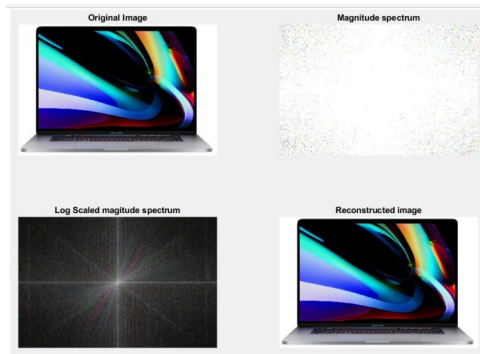 Original Image
Magnitude spectrum
Log Scaled magitude spectrum
Reconstructed image